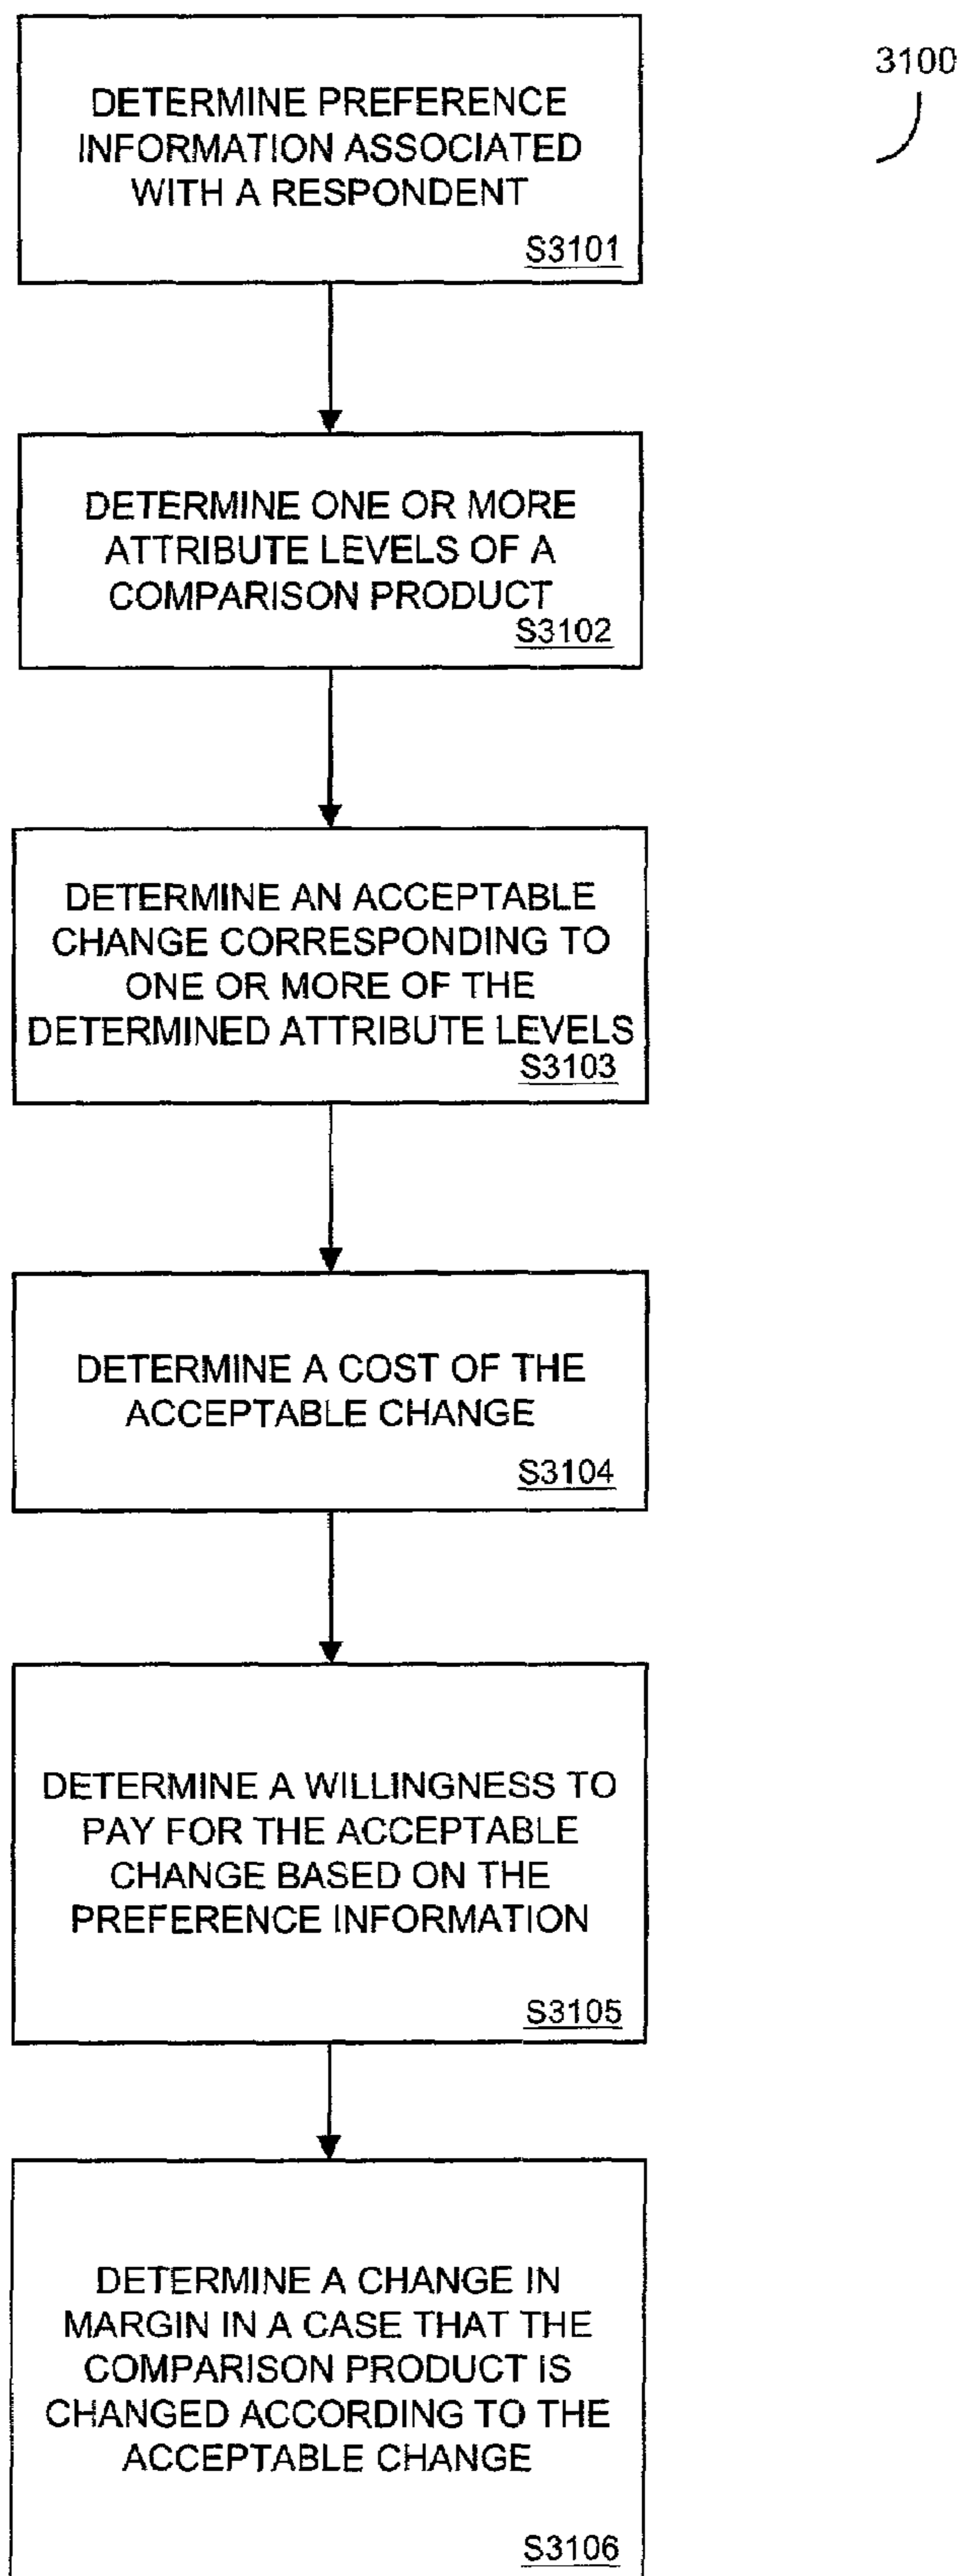 3100
DETERMINE PREFERENCE
INFORMATION ASSOCIATED
WITH A RESPONDENT
S3101
DETERMINE ONE OR MORE
ATTRIBUTE LEVELS OF A
COMPARISON PRODUCT
S3102
DETERMINE AN ACCEPTABLE
CHANGE CORRESPONDING TO
ONE OR MORE OF THE
DETERMINED ATTRIBUTE LEVELS
S3103
DETERMINE A COST OF THE
ACCEPTABLE CHANGE
S3104
DETERMINE A WILLINGNESS TO
PAY FOR THE ACCEPTABLE
CHANGE BASED ON THE
PREFERENCE INFORMATION
S3105
DETERMINE A CHANGE IN
MARGIN IN A CASE THAT THE
COMPARISON PRODUCT IS
CHANGED ACCORDING TO THE
ACCEPTABLE CHANGE
S3106